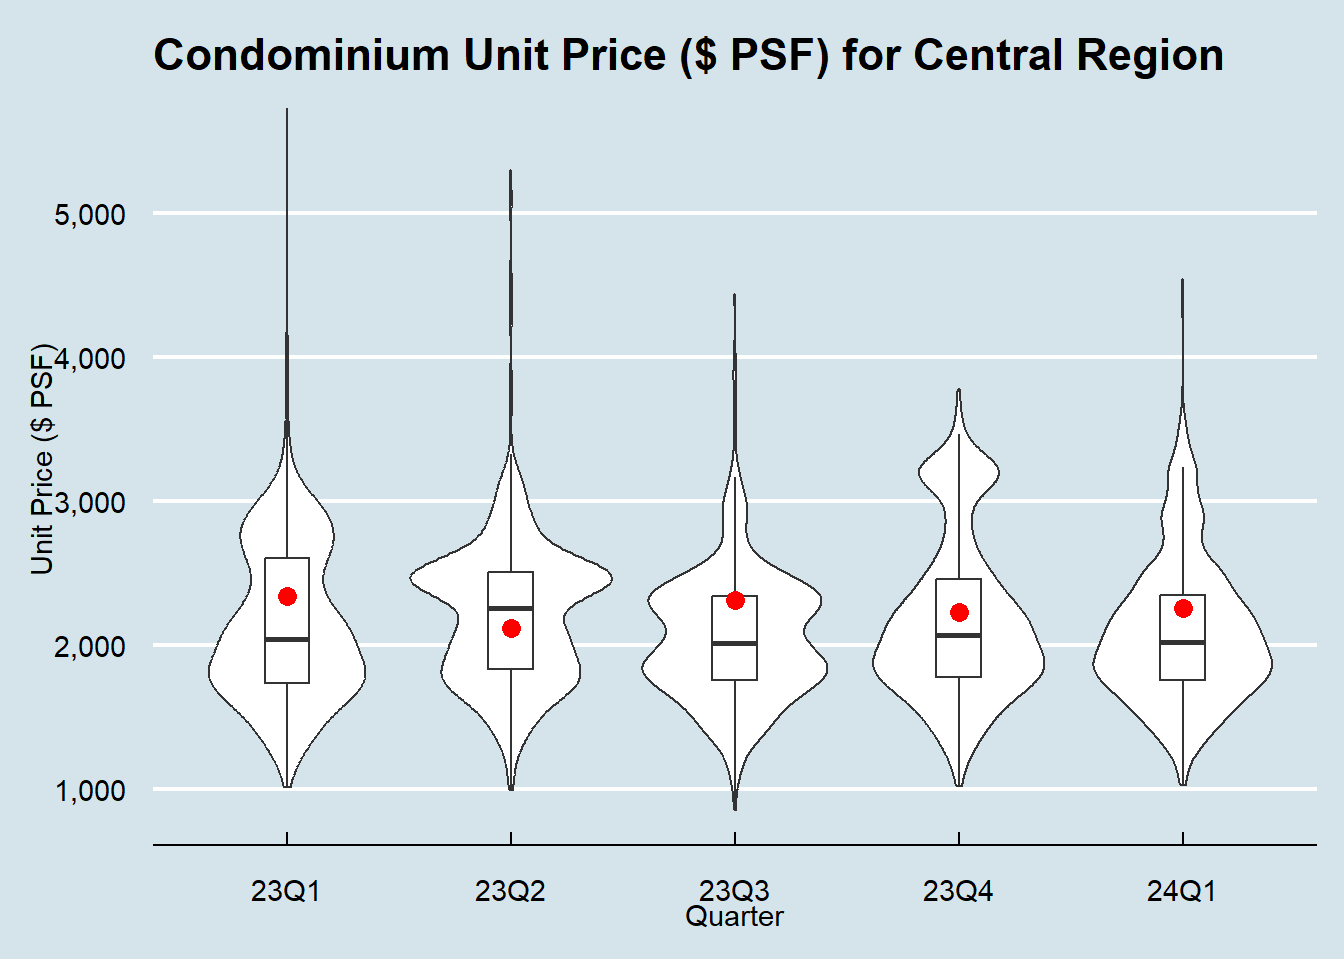 Condominium Unit Price ($ PSF) for Central Region
Unit Price ($ PSF)
5,000
4,000
3,000
2,000
1,000
23Q1 23Q2 23Q3 23Q4 24Q1
Quarter